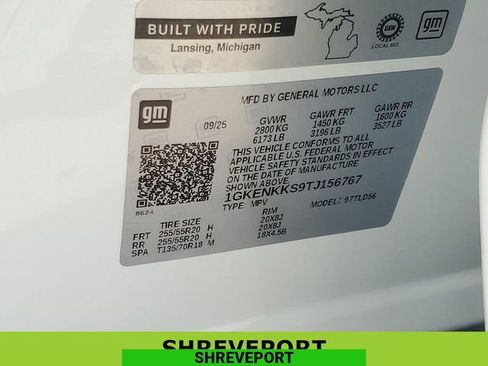 BUILT WITH PRIDE
Lansing, Michigan
UAW
LOCAL 602
gm
gm
MFD BY GENERAL MOTORS LLC
09/25 GVWR GAWR FRT GAWR RR
2800 KG 1450 KG 1600 KG
6173 LB 3196 LB 3527 LB
THIS VEHICLE CONFORMS TO ALL
APPLICABLE U.S. FEDERAL MOTOR
VEHICLE SAFETY STANDARDS IN
EFFECT ON THE DATE OF
MANUFACTURE SHOWN ABOVE.
1GKENKKS9TJ156767
TYPE: MPV MODEL: 97TLD56
8624
TIRE SIZE RIM
FRT 255/55R20 H 20X8J
RR 255/55R20 H 20X8J
SPA T135/70R18 M 18X4.5B
SHREVEPORT
SHREVEPORT